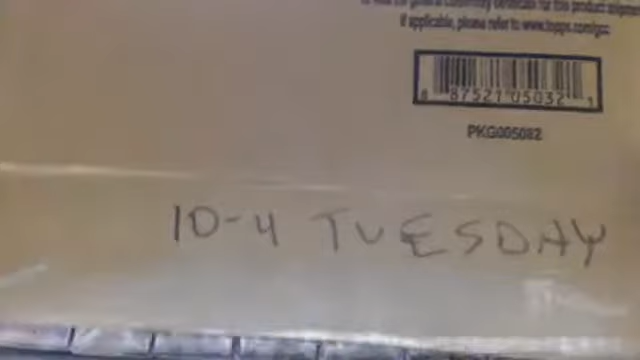 if applicable, please refer to www.topps.com/gcc
8 87521 05032 1
PKG005082
10-4 TUESDAY